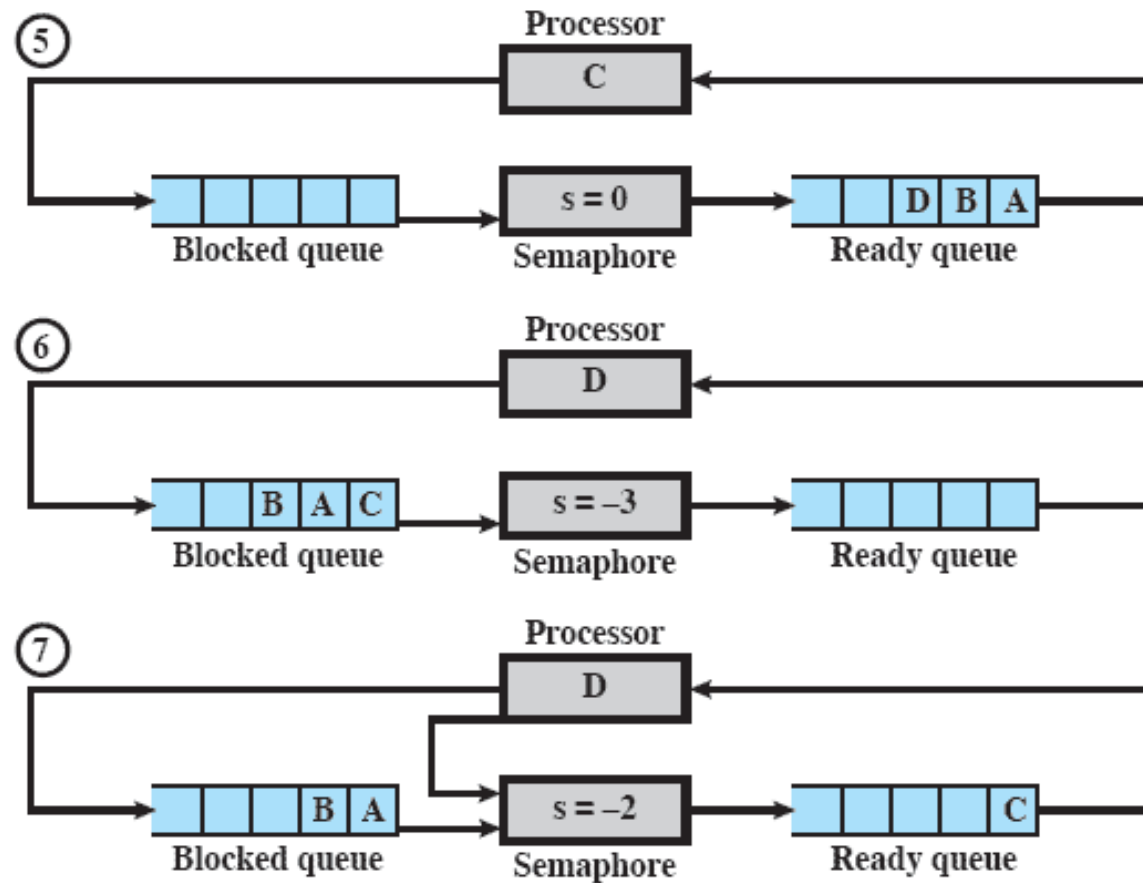 5
Processor
C
s = 0
D B A
Blocked queue
Semaphore
Ready queue
6
Processor
D
B A C
s = –3
Blocked queue
Semaphore
Ready queue
7
Processor
D
B A
s = –2
C
Blocked queue
Semaphore
Ready queue